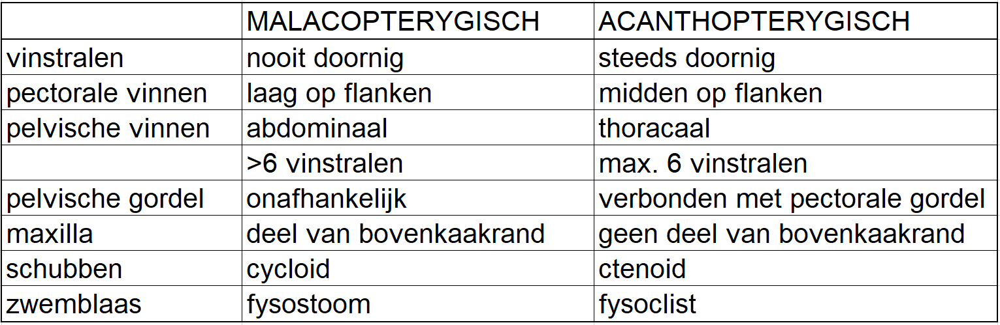 MALACOPTERYGISCH ACANTHOPTERYGISCH
vinstralen nooit doornig steeds doornig
pectorale vinnen laag op flanken midden op flanken
pelvische vinnen abdominaal thoracaal
>6 vinstralen max. 6 vinstralen
pelvische gordel onafhankelijk verbonden met pectorale gordel
maxilla deel van bovenkaakrand geen deel van bovenkaakrand
schubben cycloid ctenoid
zwemblaas fysostoom fysoclist